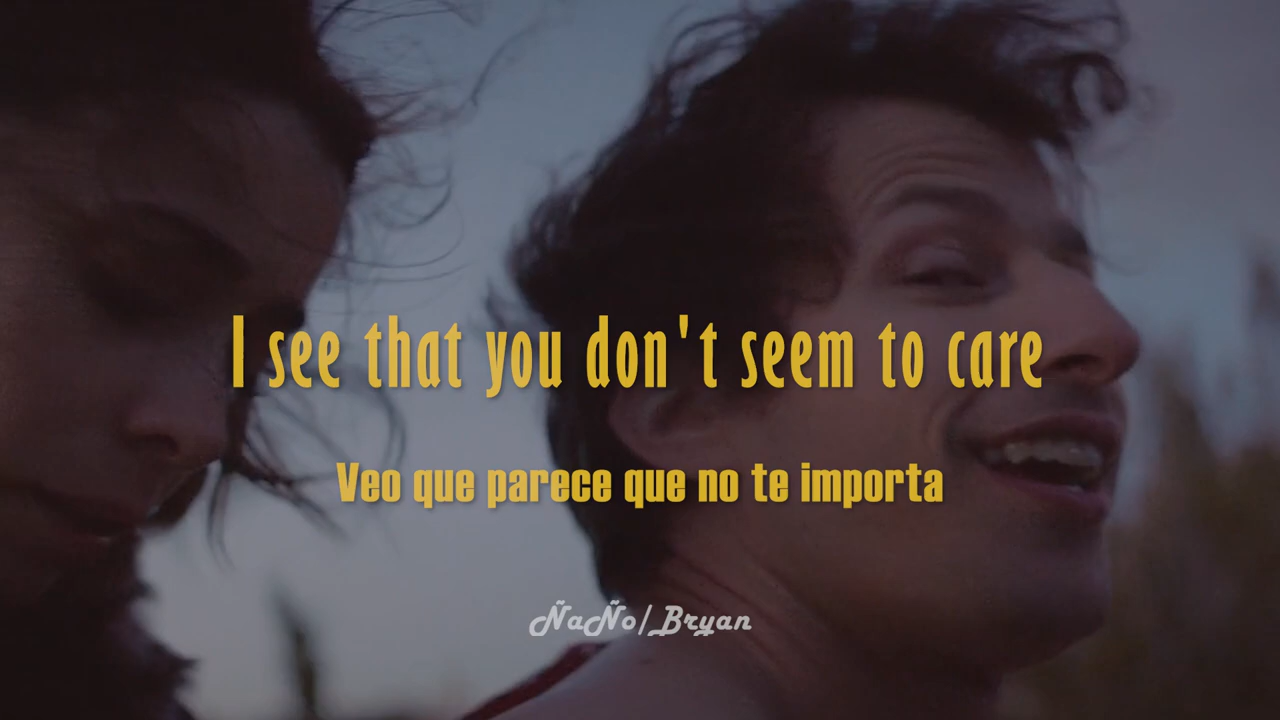 I see that you don't seem to care
Veo que parece que no te importa
ÑaÑo/Bryan